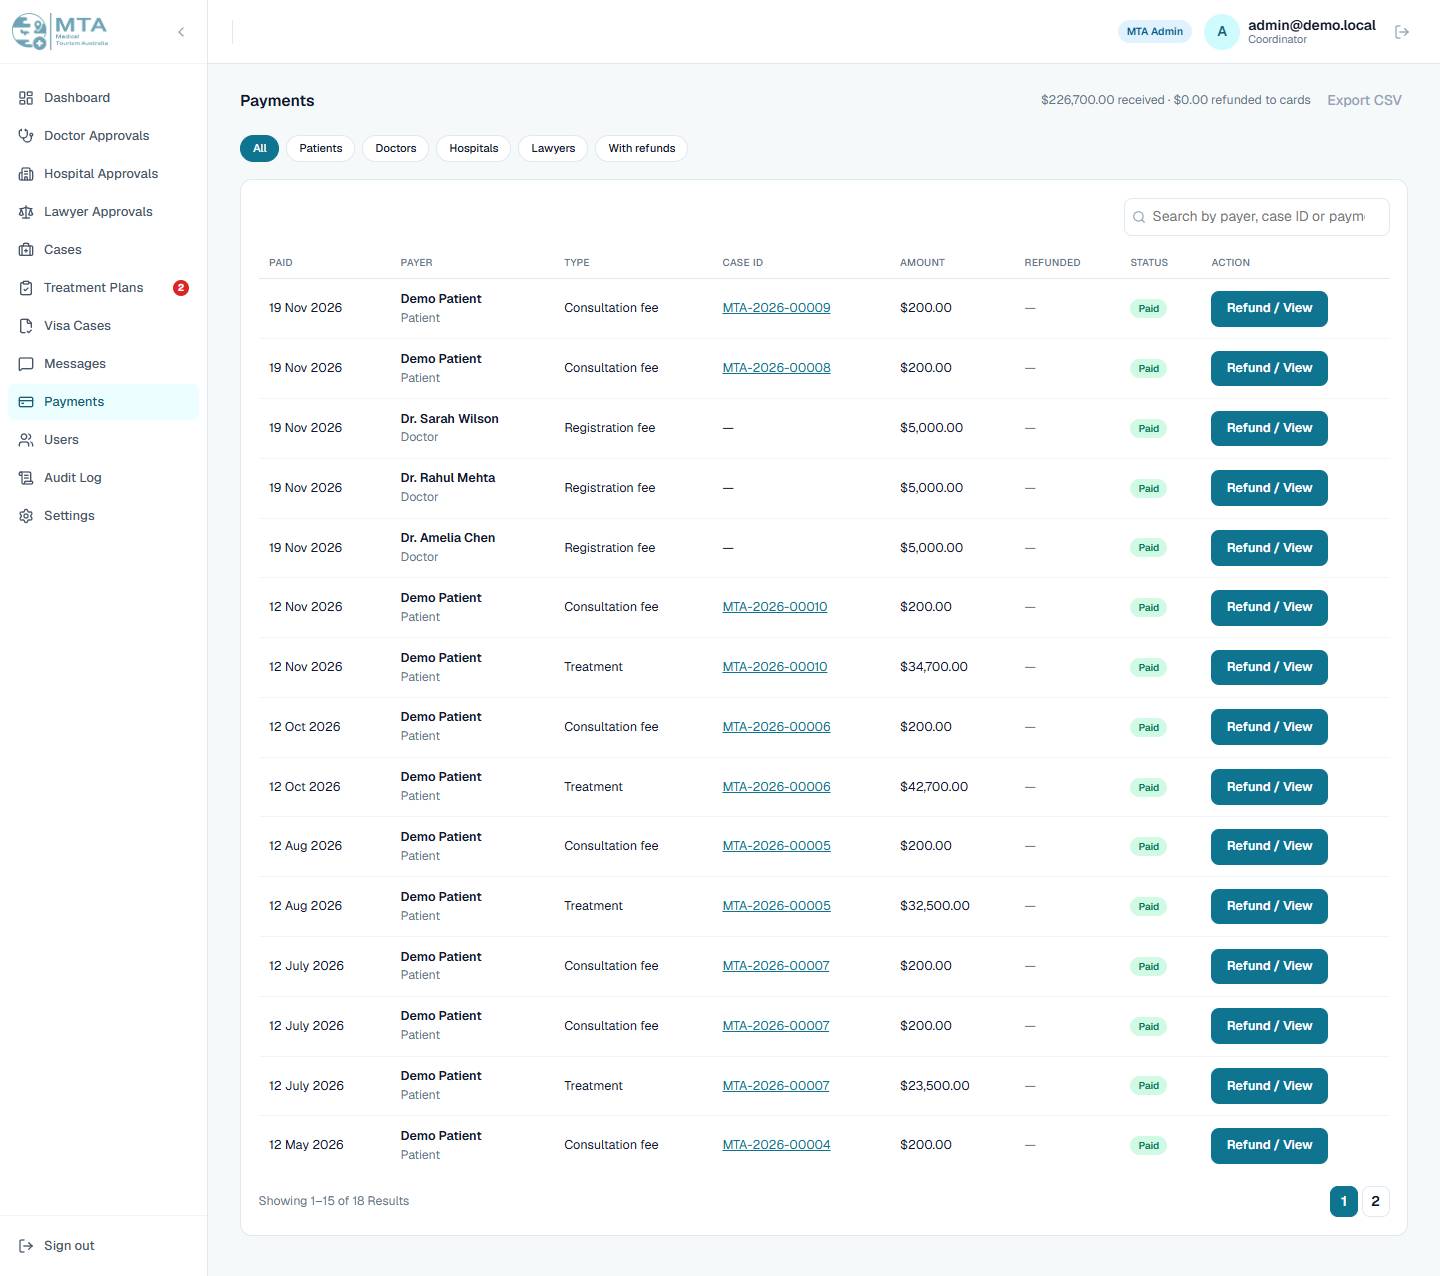 MTA
Medical
Tourism Australia
MTA Admin
A
admin@demo.local
Coordinator
Dashboard
Doctor Approvals
Hospital Approvals
Lawyer Approvals
Cases
Treatment Plans 2
Visa Cases
Messages
Payments
Users
Audit Log
Settings
Sign out
Payments
$226,700.00 received · $0.00 refunded to cards
Export CSV
All Patients Doctors Hospitals Lawyers With refunds
Search by payer, case ID or paym
PAID PAYER TYPE CASE ID AMOUNT REFUNDED STATUS ACTION
19 Nov 2026 Demo Patient Consultation fee MTA-2026-00009 $200.00 — Paid Refund / View
Patient
19 Nov 2026 Demo Patient Consultation fee MTA-2026-00008 $200.00 — Paid Refund / View
Patient
19 Nov 2026 Dr. Sarah Wilson Registration fee — $5,000.00 — Paid Refund / View
Doctor
19 Nov 2026 Dr. Rahul Mehta Registration fee — $5,000.00 — Paid Refund / View
Doctor
19 Nov 2026 Dr. Amelia Chen Registration fee — $5,000.00 — Paid Refund / View
Doctor
12 Nov 2026 Demo Patient Consultation fee MTA-2026-00010 $200.00 — Paid Refund / View
Patient
12 Nov 2026 Demo Patient Treatment MTA-2026-00010 $34,700.00 — Paid Refund / View
Patient
12 Oct 2026 Demo Patient Consultation fee MTA-2026-00006 $200.00 — Paid Refund / View
Patient
12 Oct 2026 Demo Patient Treatment MTA-2026-00006 $42,700.00 — Paid Refund / View
Patient
12 Aug 2026 Demo Patient Consultation fee MTA-2026-00005 $200.00 — Paid Refund / View
Patient
12 Aug 2026 Demo Patient Treatment MTA-2026-00005 $32,500.00 — Paid Refund / View
Patient
12 July 2026 Demo Patient Consultation fee MTA-2026-00007 $200.00 — Paid Refund / View
Patient
12 July 2026 Demo Patient Consultation fee MTA-2026-00007 $200.00 — Paid Refund / View
Patient
12 July 2026 Demo Patient Treatment MTA-2026-00007 $23,500.00 — Paid Refund / View
Patient
12 May 2026 Demo Patient Consultation fee MTA-2026-00004 $200.00 — Paid Refund / View
Patient
Showing 1–15 of 18 Results
1 2